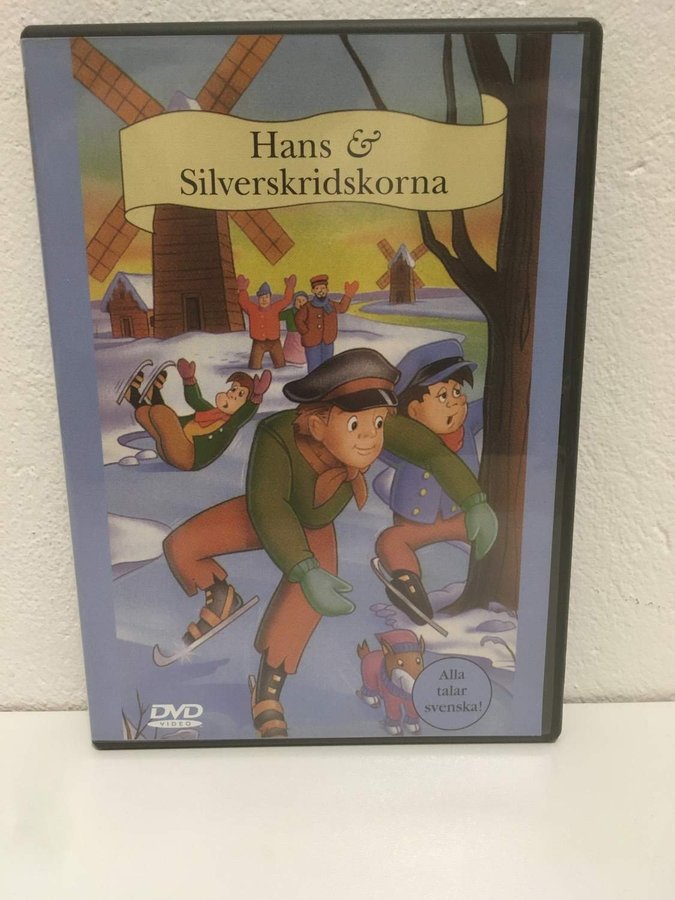 Hans &
Silverskridskorna
Alla
talar
svenska!
DVD
VIDEO